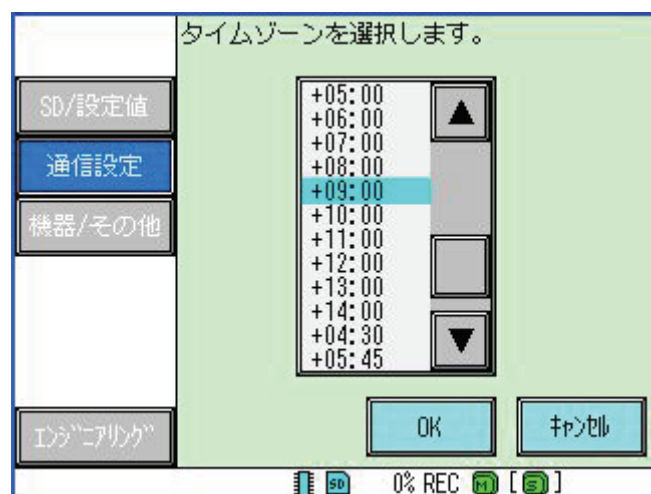 タイムゾーンを選択します。
SD/設定値
通信設定
機器/その他
ｴﾝｼﾞﾆｱﾘﾝｸﾞ
+05:00
+06:00
+07:00
+08:00
+09:00
+10:00
+11:00
+12:00
+13:00
+14:00
+04:30
+05:45
▲
▼
OK
ｷｬﾝｾﾙ
SD 0% REC M [S]